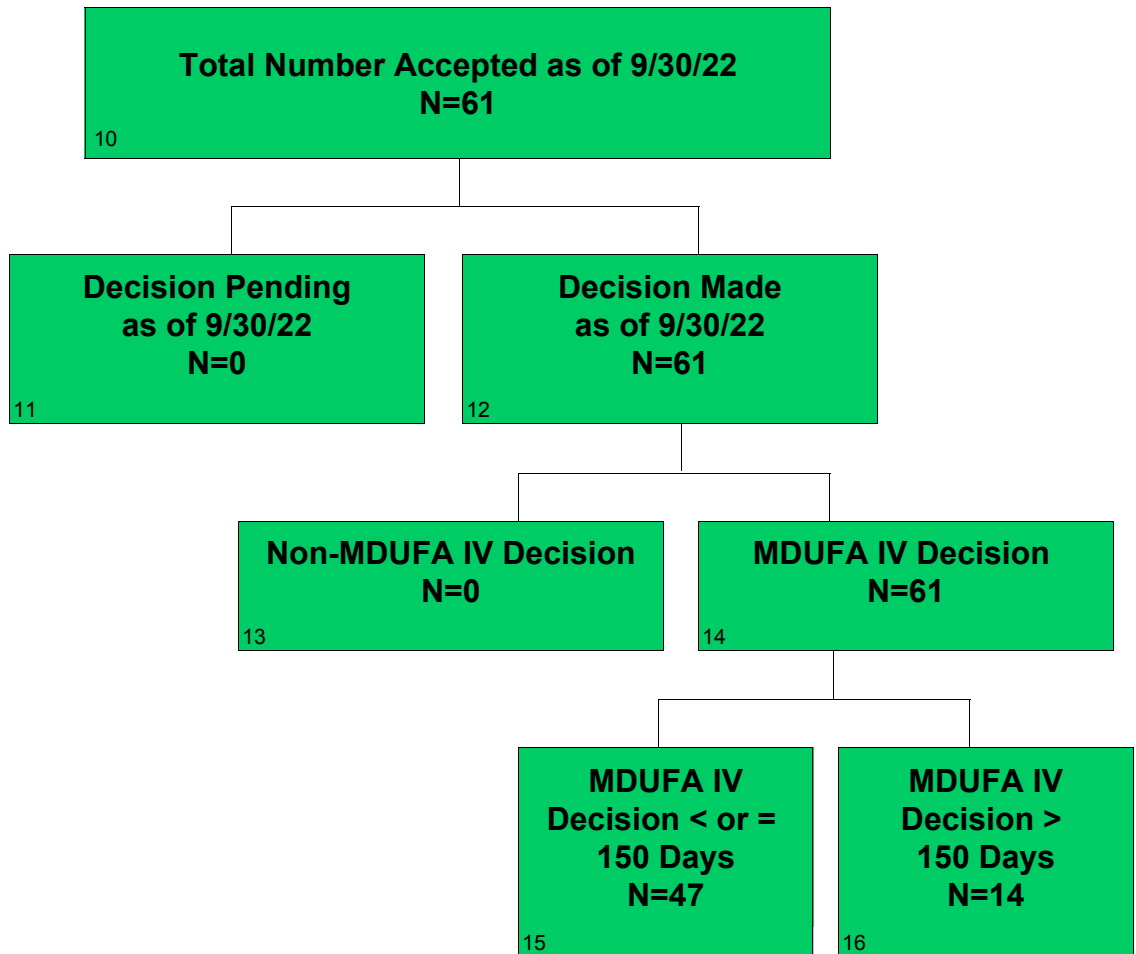 Total Number Accepted as of 9/30/22
N=61
10
Decision Pending
as of 9/30/22
N=0
11
Decision Made
as of 9/30/22
N=61
12
Non-MDUFA IV Decision
N=0
13
MDUFA IV Decision
N=61
14
MDUFA IV
Decision < or =
150 Days
N=47
15
MDUFA IV
Decision >
150 Days
N=14
16